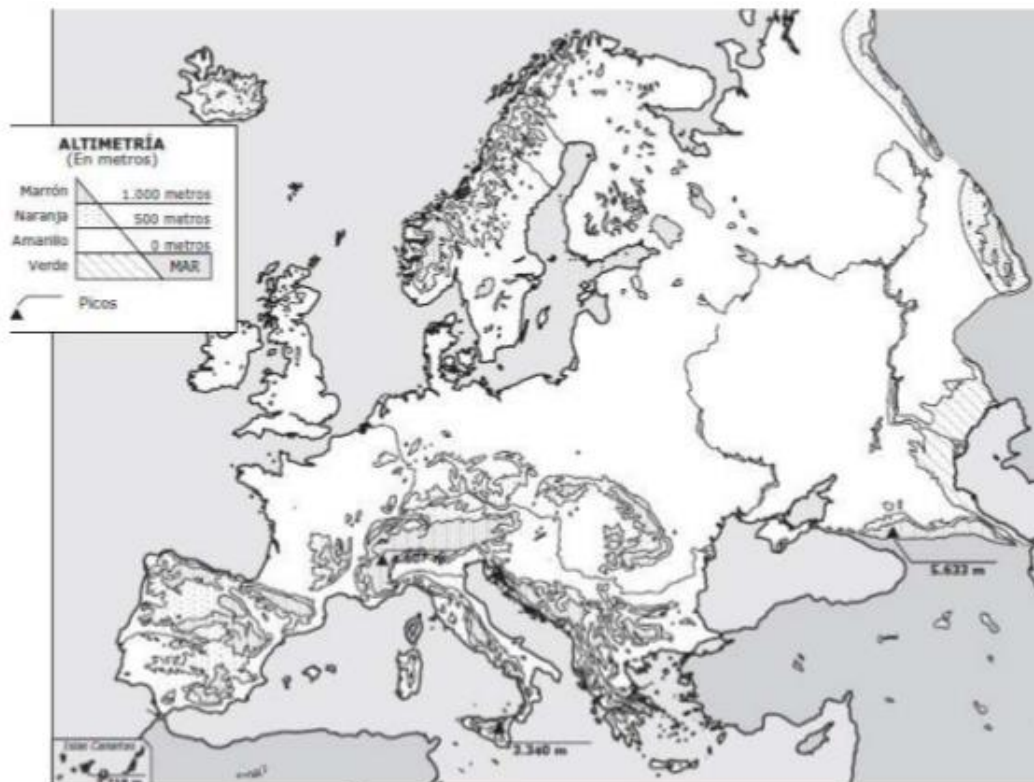 ALTIMETRÍA
(En metros)
Marrón
1.000 metros
Naranja
500 metros
Amarillo
0 metros
Verde
MAR
Picos
5.633 m
3.340 m
Islas Canarias